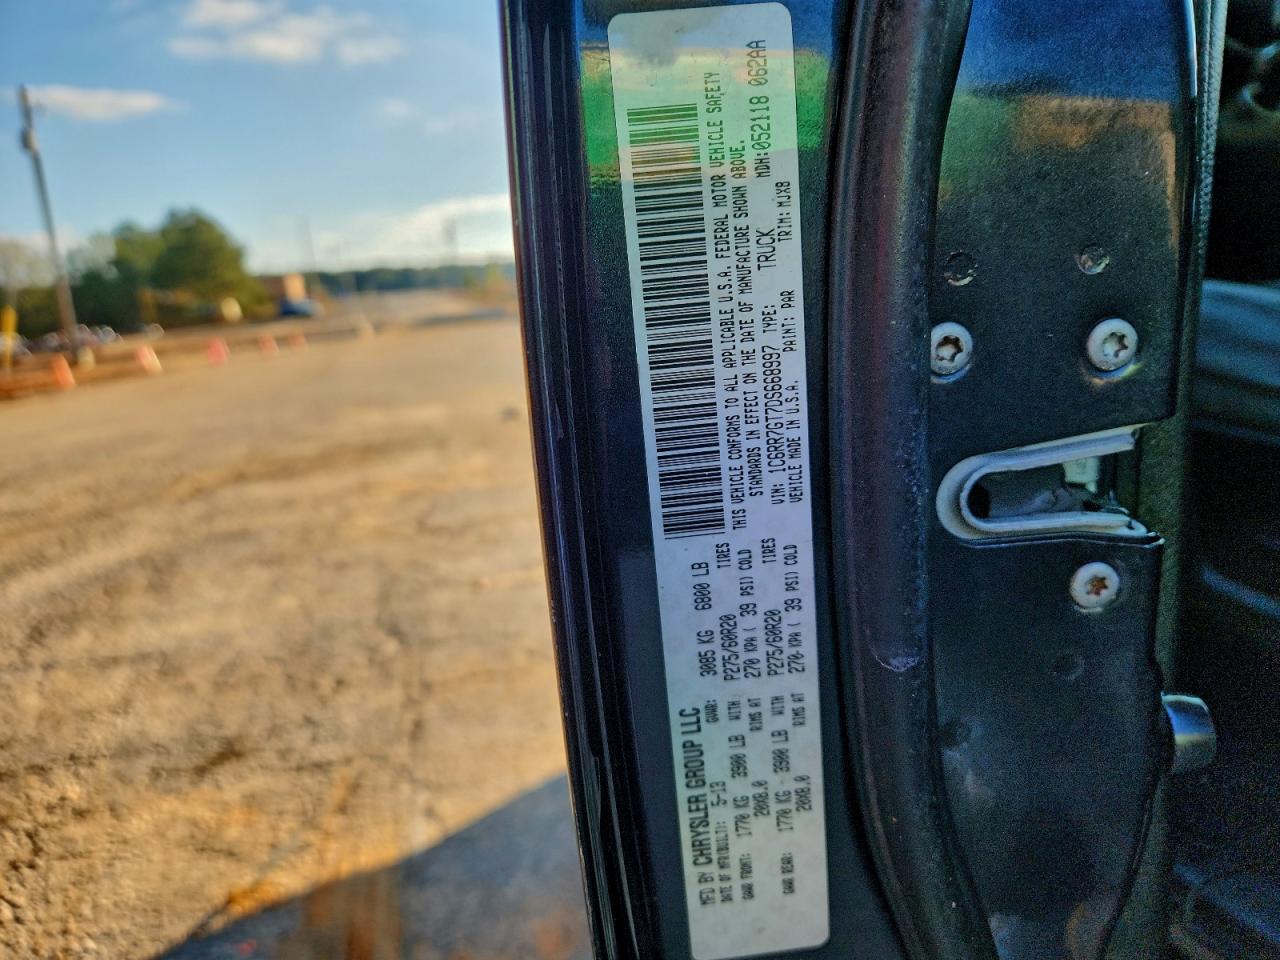 MFD BY CHRYSLER GROUP LLC
DATE OF MFR(BUILT): 5-13 GVWR: 3085 KG 6800 LB
GAWR FRONT: 1770 KG 3900 LB WITH P275/60R20 TIRES
20X8.0 RIMS AT 270 KPA ( 39 PSI) COLD
GAWR REAR: 1770 KG 3900 LB WITH P275/60R20 TIRES
20X8.0 RIMS AT 270 KPA ( 39 PSI) COLD
THIS VEHICLE CONFORMS TO ALL APPLICABLE U.S.A. FEDERAL MOTOR VEHICLE SAFETY
STANDARDS IN EFFECT ON THE DATE OF MANUFACTURE SHOWN ABOVE.
VIN: 1C6RR7GT7DS668997 TYPE: TRUCK MDH:052118 062AA
VEHICLE MADE IN U.S.A. PAINT: PAR TRIM: MJX8